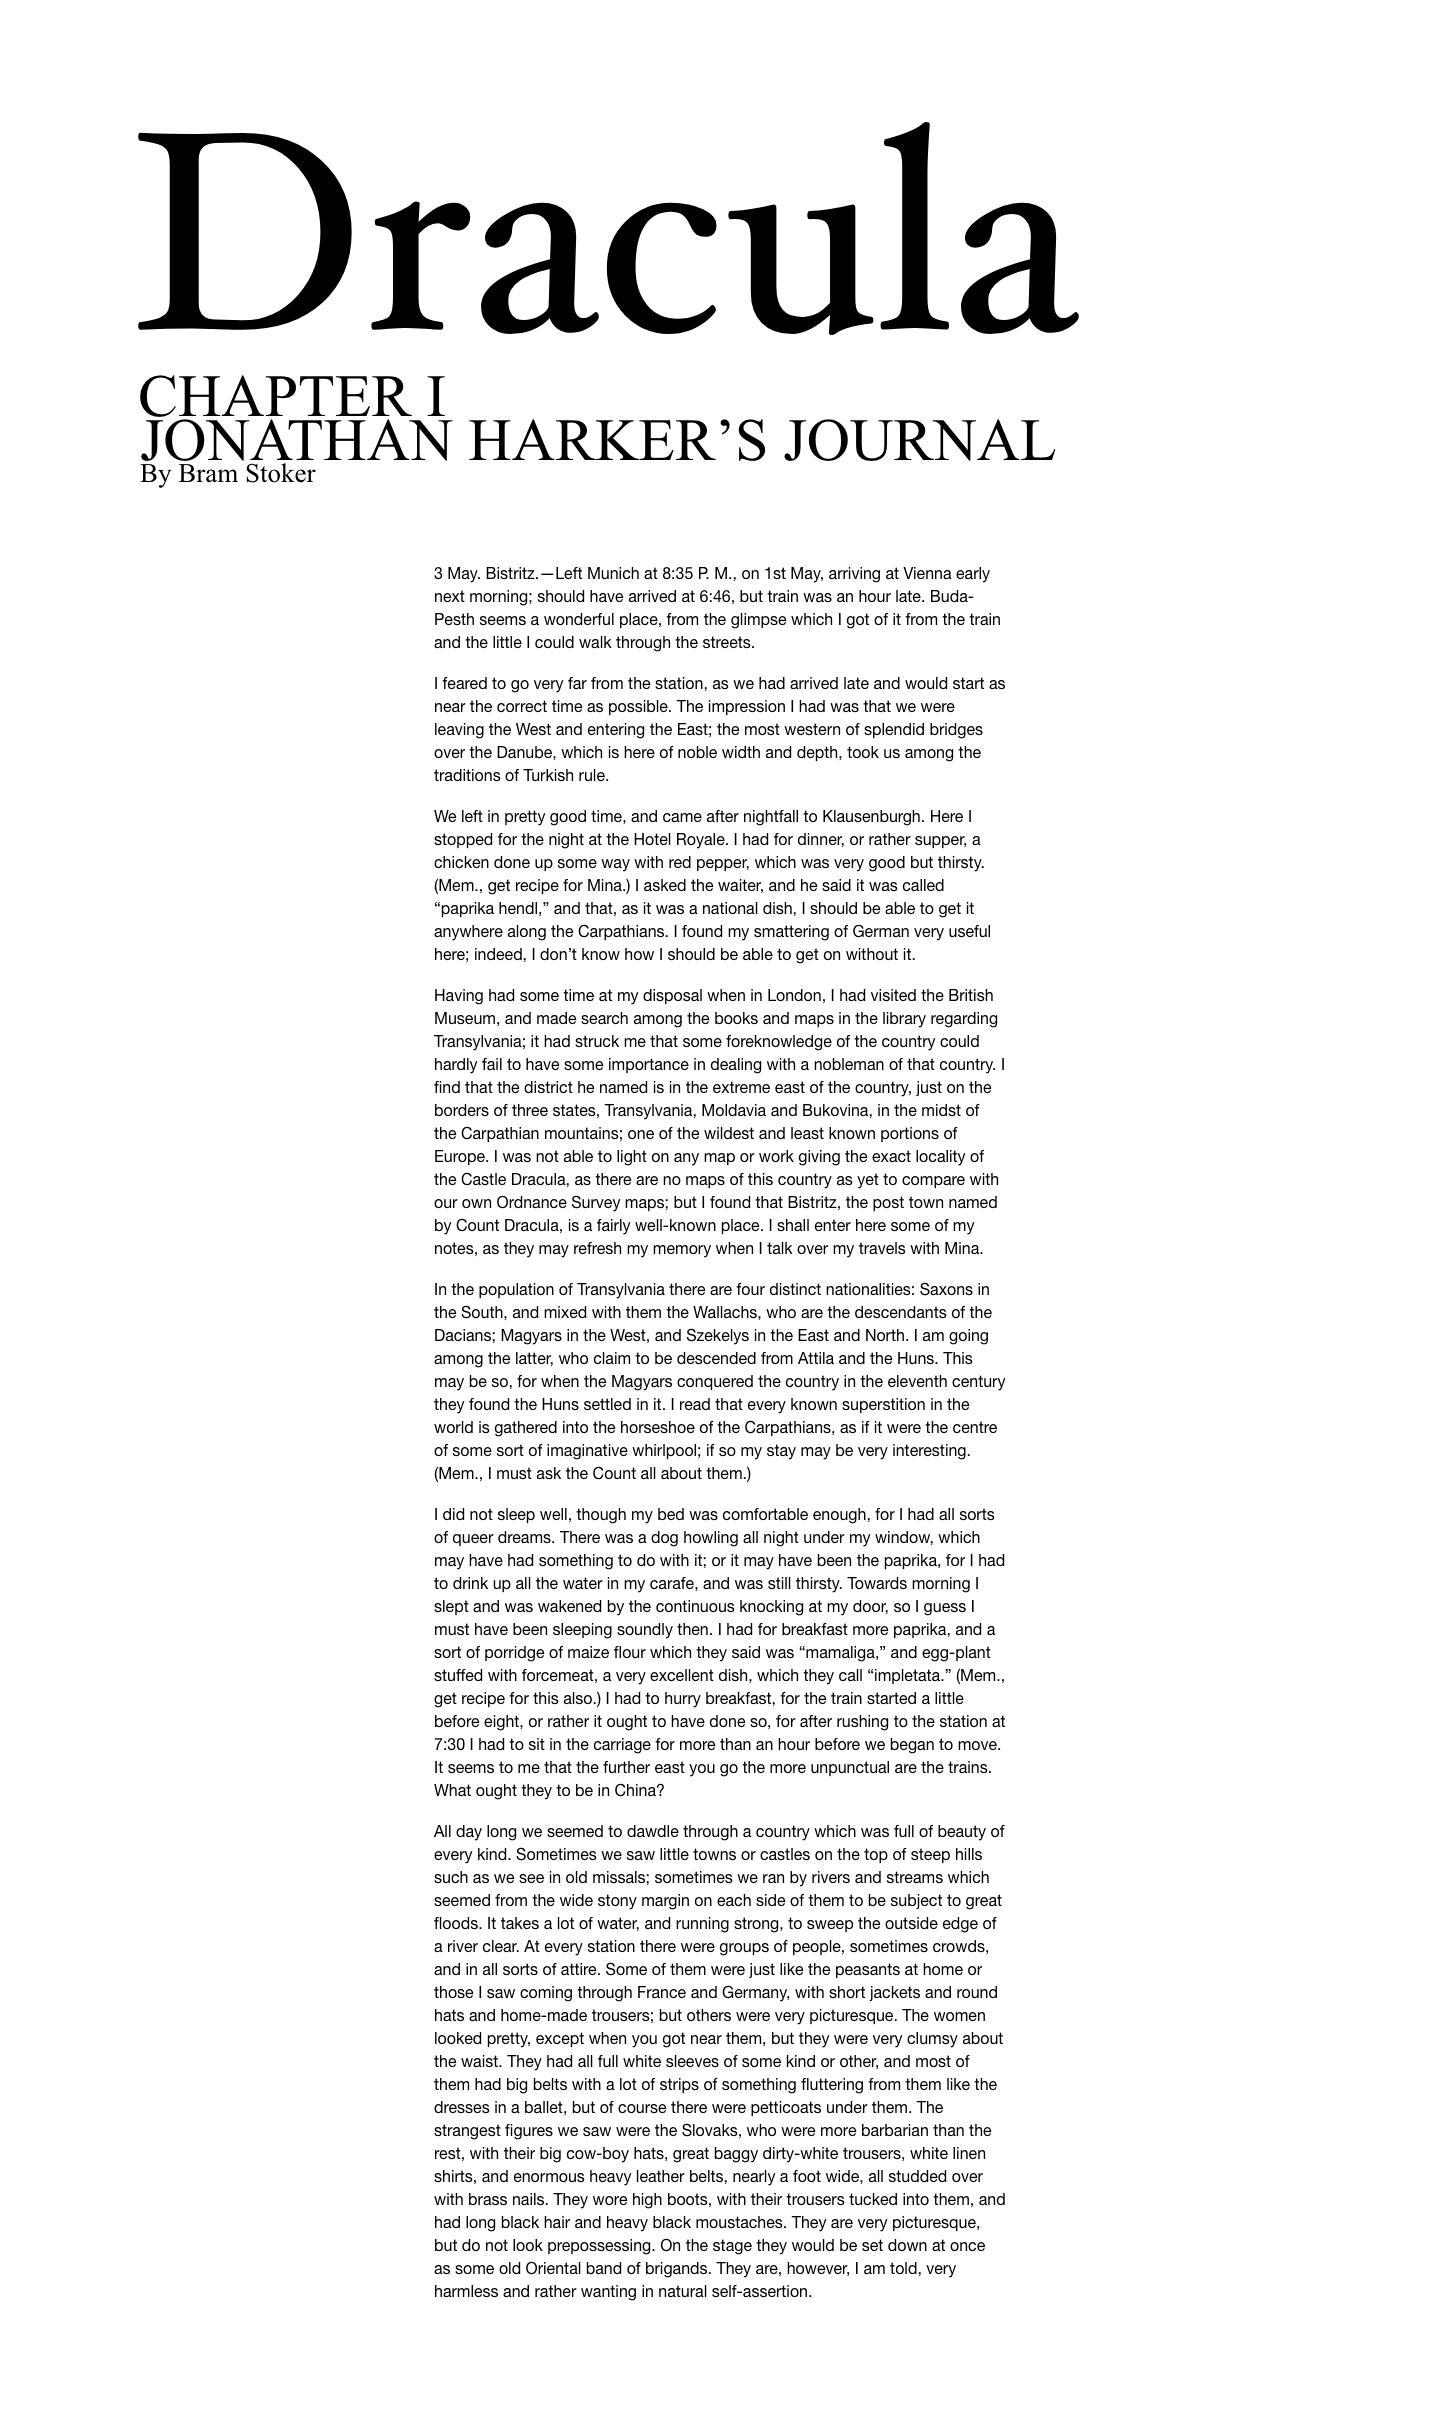 Dracula
CHAPTER I
JONATHAN HARKER’S JOURNAL
By Bram Stoker
3 May. Bistritz.—Left Munich at 8:35 P. M., on 1st May, arriving at Vienna early
next morning; should have arrived at 6:46, but train was an hour late. Buda-
Pesth seems a wonderful place, from the glimpse which I got of it from the train
and the little I could walk through the streets.
I feared to go very far from the station, as we had arrived late and would start as
near the correct time as possible. The impression I had was that we were
leaving the West and entering the East; the most western of splendid bridges
over the Danube, which is here of noble width and depth, took us among the
traditions of Turkish rule.
We left in pretty good time, and came after nightfall to Klausenburgh. Here I
stopped for the night at the Hotel Royale. I had for dinner, or rather supper, a
chicken done up some way with red pepper, which was very good but thirsty.
(Mem., get recipe for Mina.) I asked the waiter, and he said it was called
“paprika hendl,” and that, as it was a national dish, I should be able to get it
anywhere along the Carpathians. I found my smattering of German very useful
here; indeed, I don’t know how I should be able to get on without it.
Having had some time at my disposal when in London, I had visited the British
Museum, and made search among the books and maps in the library regarding
Transylvania; it had struck me that some foreknowledge of the country could
hardly fail to have some importance in dealing with a nobleman of that country. I
find that the district he named is in the extreme east of the country, just on the
borders of three states, Transylvania, Moldavia and Bukovina, in the midst of
the Carpathian mountains; one of the wildest and least known portions of
Europe. I was not able to light on any map or work giving the exact locality of
the Castle Dracula, as there are no maps of this country as yet to compare with
our own Ordnance Survey maps; but I found that Bistritz, the post town named
by Count Dracula, is a fairly well-known place. I shall enter here some of my
notes, as they may refresh my memory when I talk over my travels with Mina.
In the population of Transylvania there are four distinct nationalities: Saxons in
the South, and mixed with them the Wallachs, who are the descendants of the
Dacians; Magyars in the West, and Szekelys in the East and North. I am going
among the latter, who claim to be descended from Attila and the Huns. This
may be so, for when the Magyars conquered the country in the eleventh century
they found the Huns settled in it. I read that every known superstition in the
world is gathered into the horseshoe of the Carpathians, as if it were the centre
of some sort of imaginative whirlpool; if so my stay may be very interesting.
(Mem., I must ask the Count all about them.)
I did not sleep well, though my bed was comfortable enough, for I had all sorts
of queer dreams. There was a dog howling all night under my window, which
may have had something to do with it; or it may have been the paprika, for I had
to drink up all the water in my carafe, and was still thirsty. Towards morning I
slept and was wakened by the continuous knocking at my door, so I guess I
must have been sleeping soundly then. I had for breakfast more paprika, and a
sort of porridge of maize flour which they said was “mamaliga,” and egg-plant
stuffed with forcemeat, a very excellent dish, which they call “impletata.” (Mem.,
get recipe for this also.) I had to hurry breakfast, for the train started a little
before eight, or rather it ought to have done so, for after rushing to the station at
7:30 I had to sit in the carriage for more than an hour before we began to move.
It seems to me that the further east you go the more unpunctual are the trains.
What ought they to be in China?
All day long we seemed to dawdle through a country which was full of beauty of
every kind. Sometimes we saw little towns or castles on the top of steep hills
such as we see in old missals; sometimes we ran by rivers and streams which
seemed from the wide stony margin on each side of them to be subject to great
floods. It takes a lot of water, and running strong, to sweep the outside edge of
a river clear. At every station there were groups of people, sometimes crowds,
and in all sorts of attire. Some of them were just like the peasants at home or
those I saw coming through France and Germany, with short jackets and round
hats and home-made trousers; but others were very picturesque. The women
looked pretty, except when you got near them, but they were very clumsy about
the waist. They had all full white sleeves of some kind or other, and most of
them had big belts with a lot of strips of something fluttering from them like the
dresses in a ballet, but of course there were petticoats under them. The
strangest figures we saw were the Slovaks, who were more barbarian than the
rest, with their big cow-boy hats, great baggy dirty-white trousers, white linen
shirts, and enormous heavy leather belts, nearly a foot wide, all studded over
with brass nails. They wore high boots, with their trousers tucked into them, and
had long black hair and heavy black moustaches. They are very picturesque,
but do not look prepossessing. On the stage they would be set down at once
as some old Oriental band of brigands. They are, however, I am told, very
harmless and rather wanting in natural self-assertion.